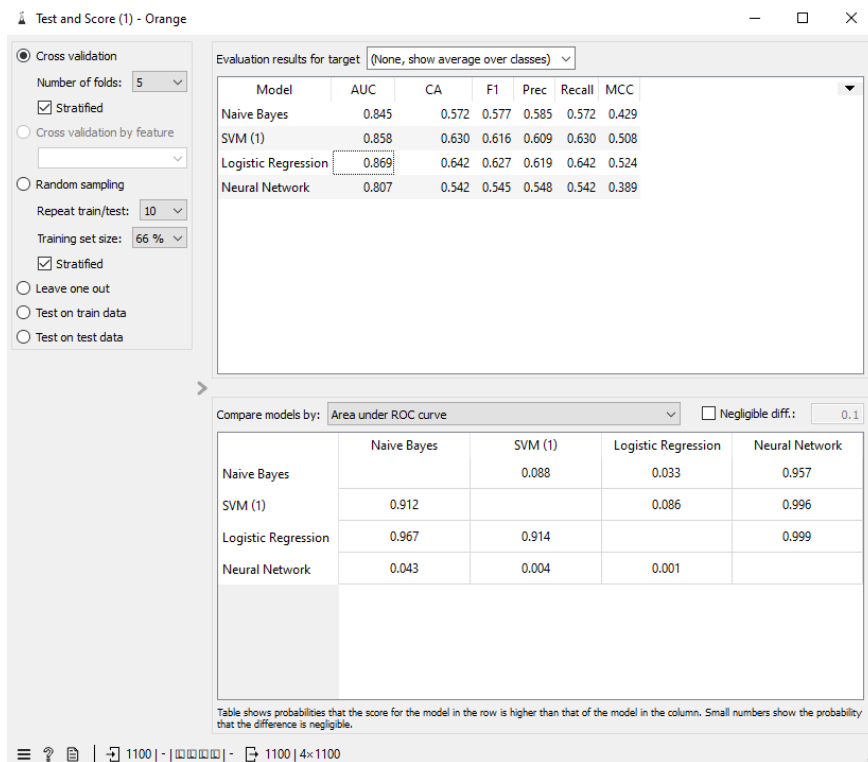 Test and Score (1) - Orange
Cross validation
Number of folds: 5
Stratified
Cross validation by feature
Random sampling
Repeat train/test: 10
Training set size: 66 %
Stratified
Leave one out
Test on train data
Test on test data
Evaluation results for target (None, show average over classes)
Model AUC CA F1 Prec Recall MCC
Naive Bayes 0.845 0.572 0.577 0.585 0.572 0.429
SVM (1) 0.858 0.630 0.616 0.609 0.630 0.508
Logistic Regression 0.869 0.642 0.627 0.619 0.642 0.524
Neural Network 0.807 0.542 0.545 0.548 0.542 0.389
Compare models by: Area under ROC curve Negligible diff.: 0.1
Naive Bayes SVM (1) Logistic Regression Neural Network
Naive Bayes 0.088 0.033 0.957
SVM (1) 0.912 0.086 0.996
Logistic Regression 0.967 0.914 0.999
Neural Network 0.043 0.004 0.001
Table shows probabilities that the score for the model in the row is higher than that of the model in the column. Small numbers show the probability
that the difference is negligible.
1100 | - | | - 1100 | 4×1100